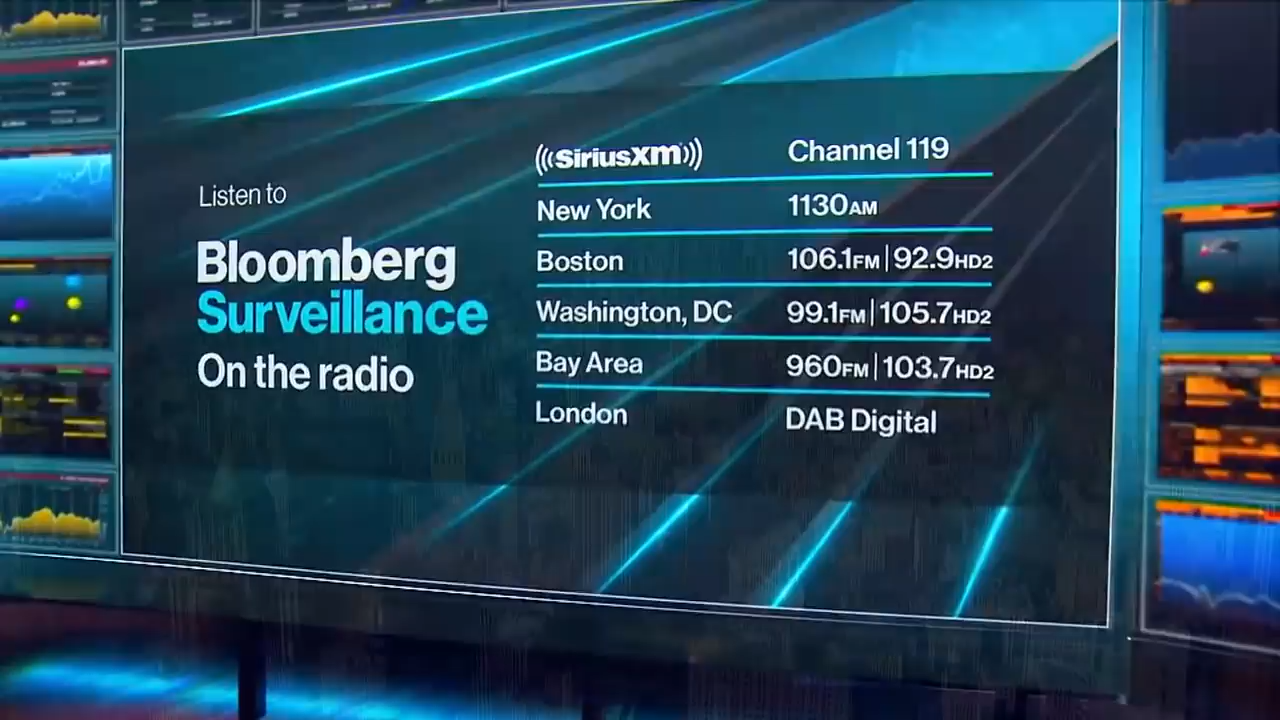 Listen to
Bloomberg
Surveillance
On the radio
SiriusXM Channel 119
New York 1130AM
Boston 106.1FM|92.9HD2
Washington, DC 99.1FM|105.7HD2
Bay Area 960FM|103.7HD2
London DAB Digital